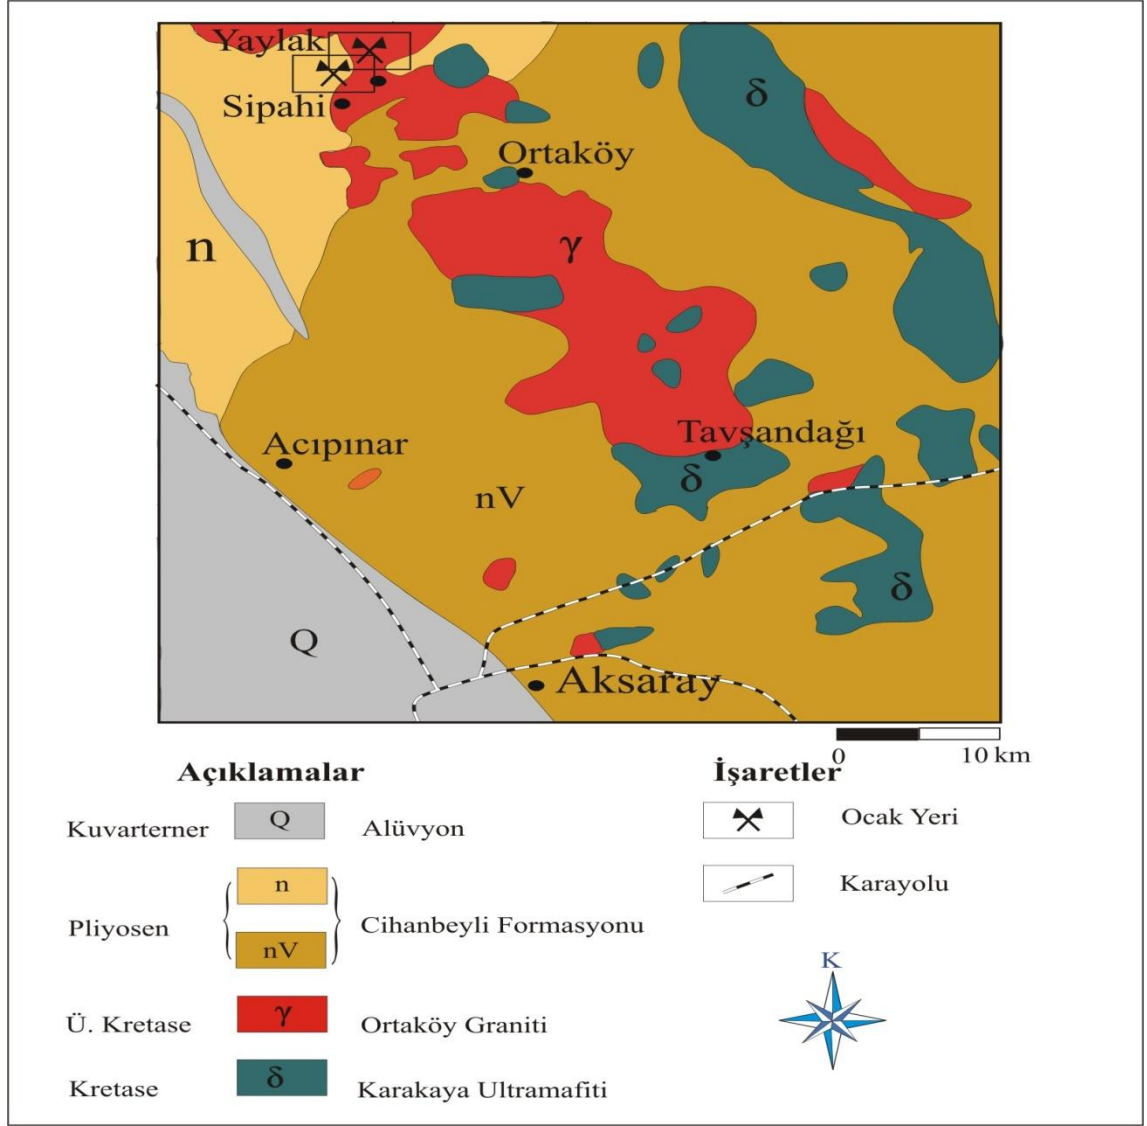 Yaylak
Sipahi
δ
Ortaköy
n
γ
Tavşandağı
Acıpınar
δ
nV
δ
Q
Aksaray
0 10 km
Açıklamalar
Kuvarterner Q Alüvyon
n
Pliyosen Cihanbeyli Formasyonu
nV
Ü. Kretase γ Ortaköy Graniti
Kretase δ Karakaya Ultramafiti
İşaretler
Ocak Yeri
Karayolu
K